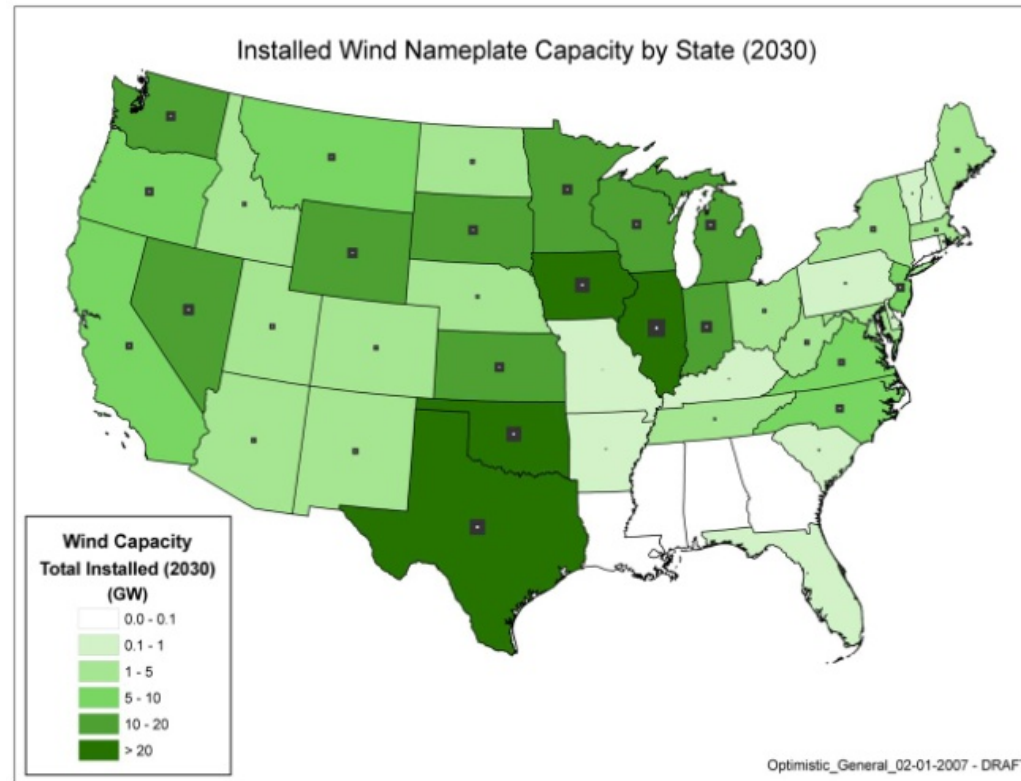 Installed Wind Nameplate Capacity by State (2030)
Wind Capacity
Total Installed (2030)
(GW)
0.0 - 0.1
0.1 - 1
1 - 5
5 - 10
10 - 20
> 20
Optimistic_General_02-01-2007 - DRAFT